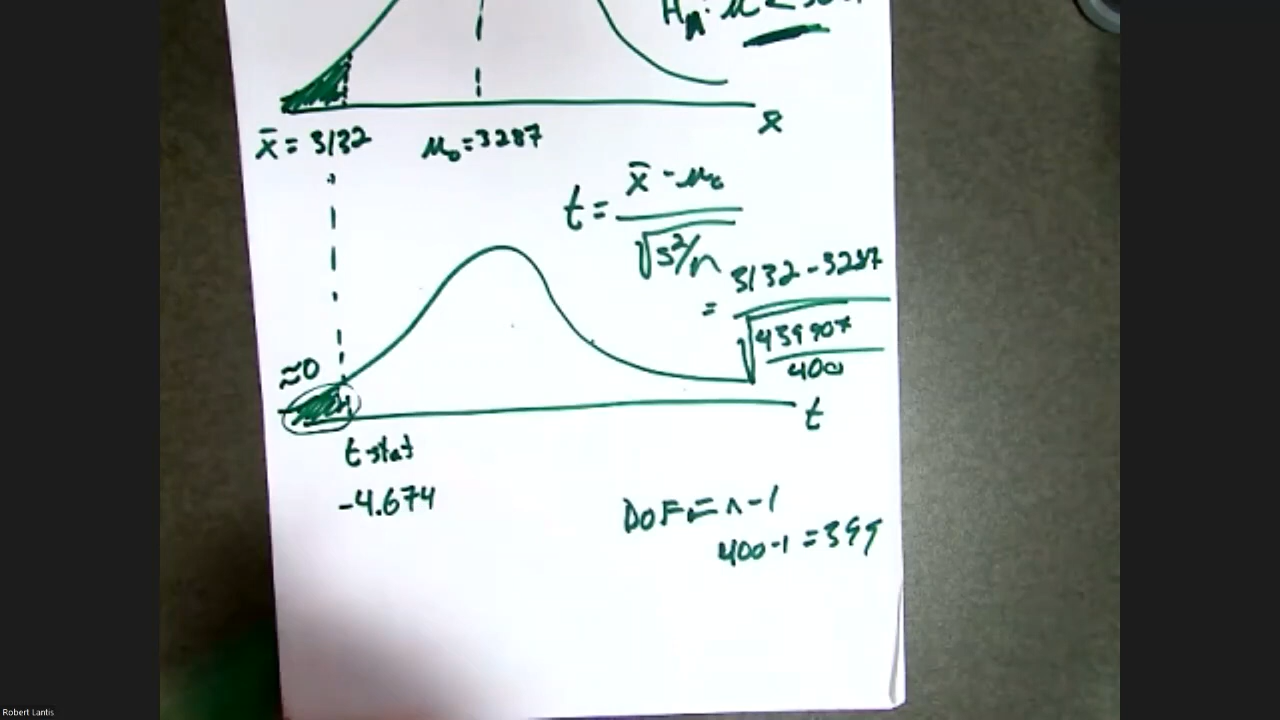 Hₐ: μ <
x̄ = 3132
μ₀ = 3287
x̄
t = (x̄ - μ₀) / √(s²/n)
= (3132 - 3287) / √(439907/400)
≈0
t
t-stat
-4.674
DOF = n-1
400-1 = 399
Robert Lantis